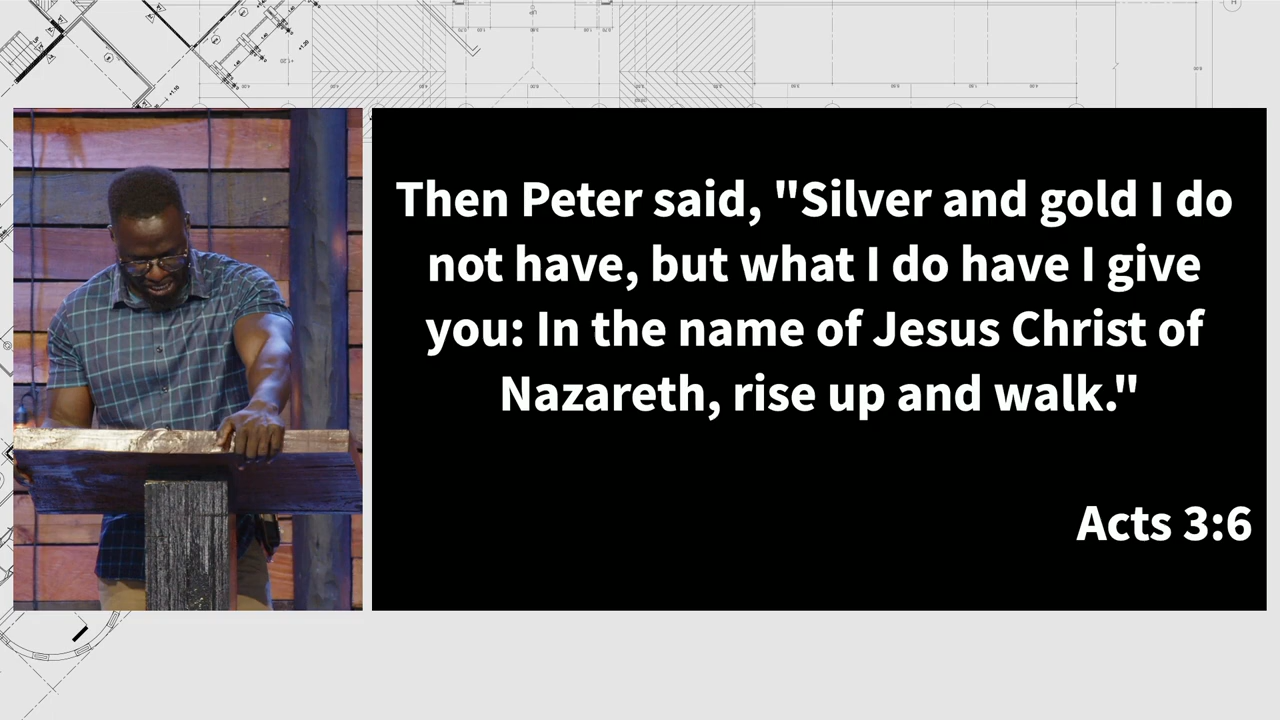 Then Peter said, "Silver and gold I do
not have, but what I do have I give
you: In the name of Jesus Christ of
Nazareth, rise up and walk."
Acts 3:6